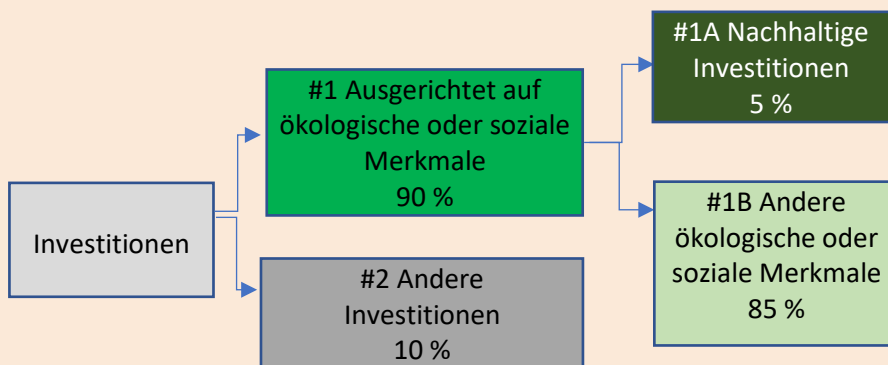 Investitionen
#1 Ausgerichtet auf
ökologische oder soziale
Merkmale
90 %
#2 Andere
Investitionen
10 %
#1A Nachhaltige
Investitionen
5 %
#1B Andere
ökologische oder
soziale Merkmale
85 %